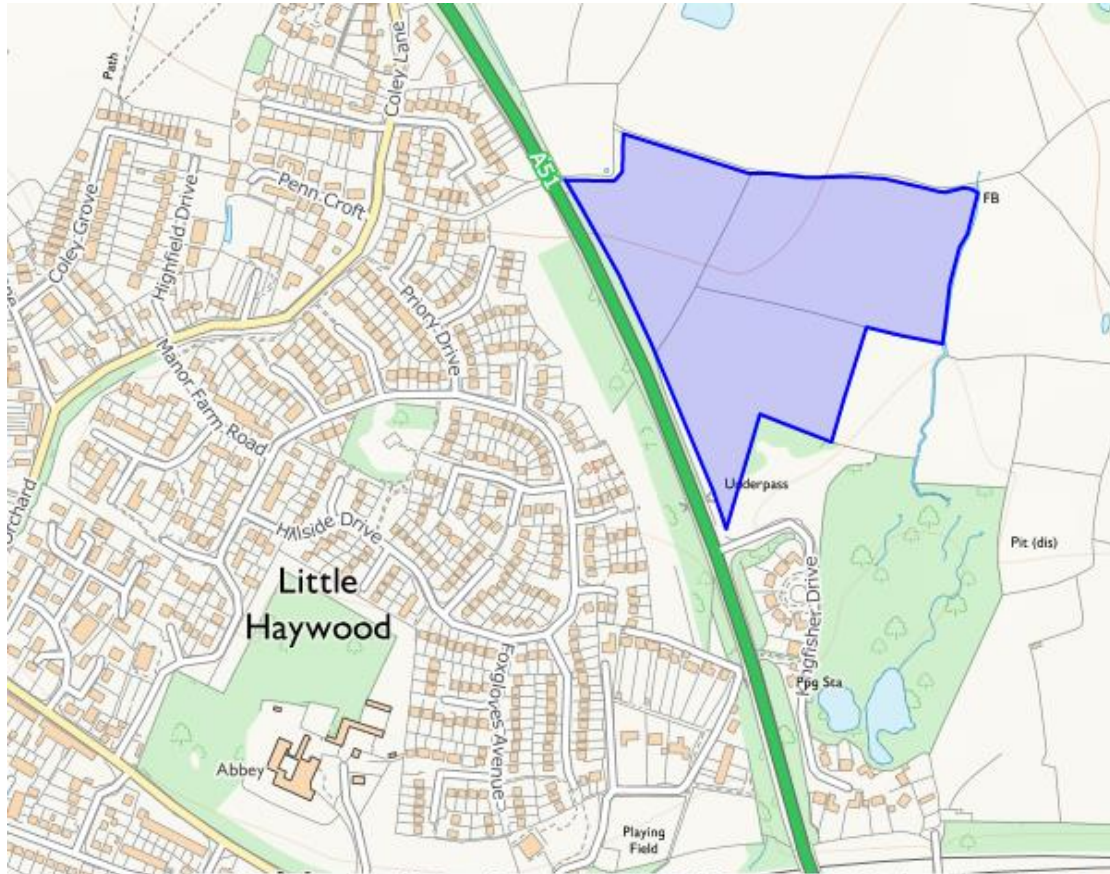 Path
Coley Lane
A51
Penn Croft
FB
Coley Grove
Highfield Drive
Priory Drive
Manor Farm Road
Underpass
Orchard
Hillside Drive
Pit (dis)
Kingfisher Drive
Little
Haywood
Foxgloves Avenue
Ppg Sta
Abbey
Playing
Field